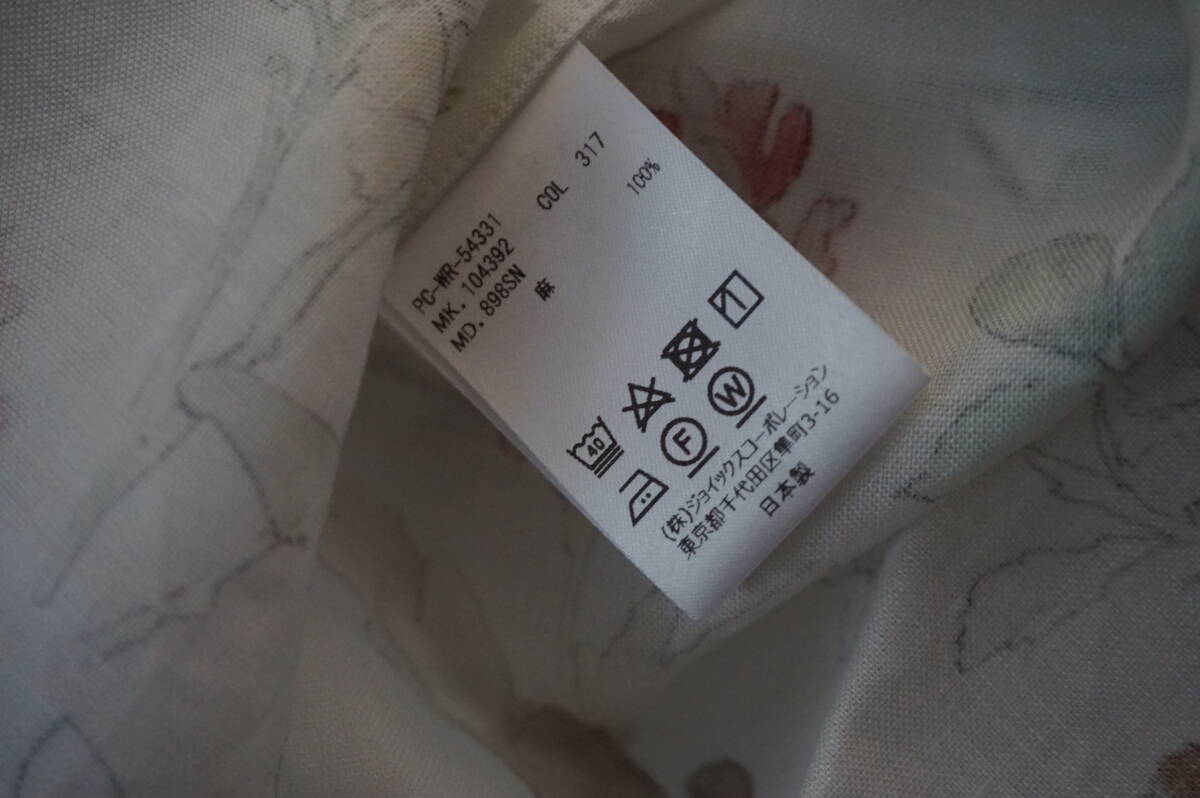 PC-WR-54331 COL 317
MK. 104392
MD. 898SN
麻 100%
40
F W
(株)ジョイックスコーポレーション
東京都千代田区隼町3-16
日本製